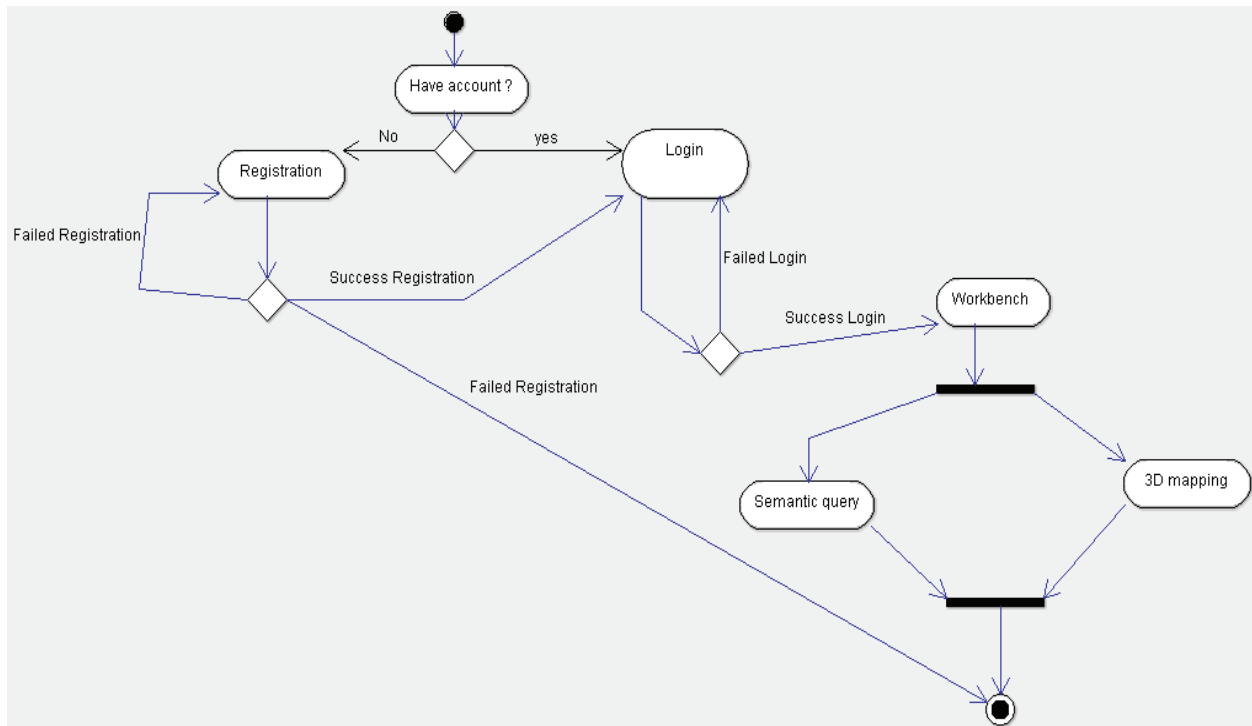 Have account ?
No
yes
Login
Registration
Failed Registration
Failed Login
Success Registration
Workbench
Success Login
Failed Registration
3D mapping
Semantic query